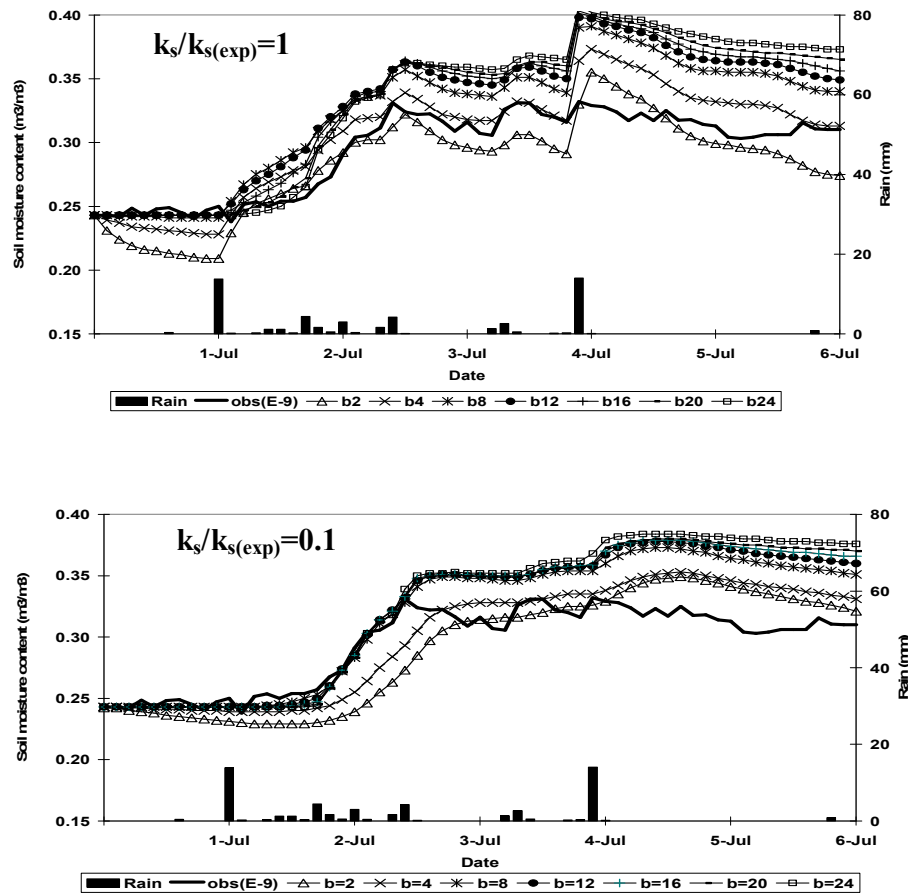 ks/ks(exp)=1
0.40
0.35
0.30
0.25
0.20
0.15
Soil moisture content (m3/m3)
80
60
40
20
0
Rain (mm)
1-Jul 2-Jul 3-Jul 4-Jul 5-Jul 6-Jul
Date
Rain obs(E-9) b2 b4 b8 b12 b16 b20 b24
ks/ks(exp)=0.1
0.40
0.35
0.30
0.25
0.20
0.15
Soil moisture content (m3/m3)
80
60
40
20
0
Rain (mm)
1-Jul 2-Jul 3-Jul 4-Jul 5-Jul 6-Jul
Date
Rain obs(E-9) b=2 b=4 b=8 b=12 b=16 b=20 b=24